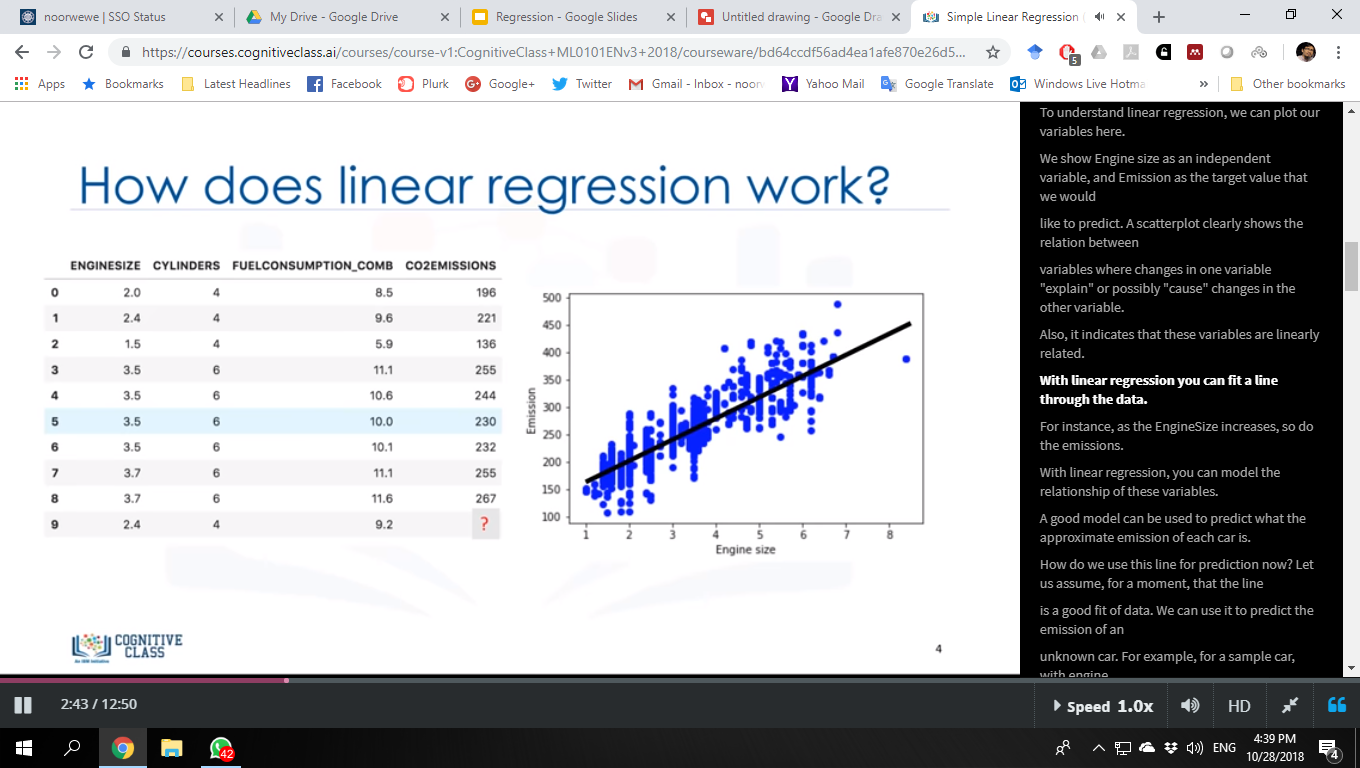 noorwewe | SSO Status
My Drive - Google Drive
Regression - Google Slides
Untitled drawing - Google Dra
Simple Linear Regression
https://courses.cognitiveclass.ai/courses/course-v1:CognitiveClass+ML0101ENv3+2018/courseware/bd64ccdf56ad4ea1afe870e26d5...
5
Apps
Bookmarks
Latest Headlines
Facebook
Plurk
Google+
Twitter
Gmail - Inbox - noorw
Yahoo Mail
Google Translate
Windows Live Hotma
»
Other bookmarks
How does linear regression work?
ENGINESIZE CYLINDERS FUELCONSUMPTION_COMB CO2EMISSIONS
0 2.0 4 8.5 196
1 2.4 4 9.6 221
2 1.5 4 5.9 136
3 3.5 6 11.1 255
4 3.5 6 10.6 244
5 3.5 6 10.0 230
6 3.5 6 10.1 232
7 3.7 6 11.1 255
8 3.7 6 11.6 267
9 2.4 4 9.2 ?
500
450
400
350
300
250
200
150
100
Emission
1 2 3 4 5 6 7 8
Engine size
COGNITIVE
CLASS
An IBM Initiative
4
To understand linear regression, we can plot our
variables here.
We show Engine size as an independent
variable, and Emission as the target value that
we would
like to predict. A scatterplot clearly shows the
relation between
variables where changes in one variable
"explain" or possibly "cause" changes in the
other variable.
Also, it indicates that these variables are linearly
related.
With linear regression you can fit a line
through the data.
For instance, as the EngineSize increases, so do
the emissions.
With linear regression, you can model the
relationship of these variables.
A good model can be used to predict what the
approximate emission of each car is.
How do we use this line for prediction now? Let
us assume, for a moment, that the line
is a good fit of data. We can use it to predict the
emission of an
unknown car. For example, for a sample car,
with engine
2:43 / 12:50
Speed 1.0x
HD
42
ENG
4:39 PM
10/28/2018
4